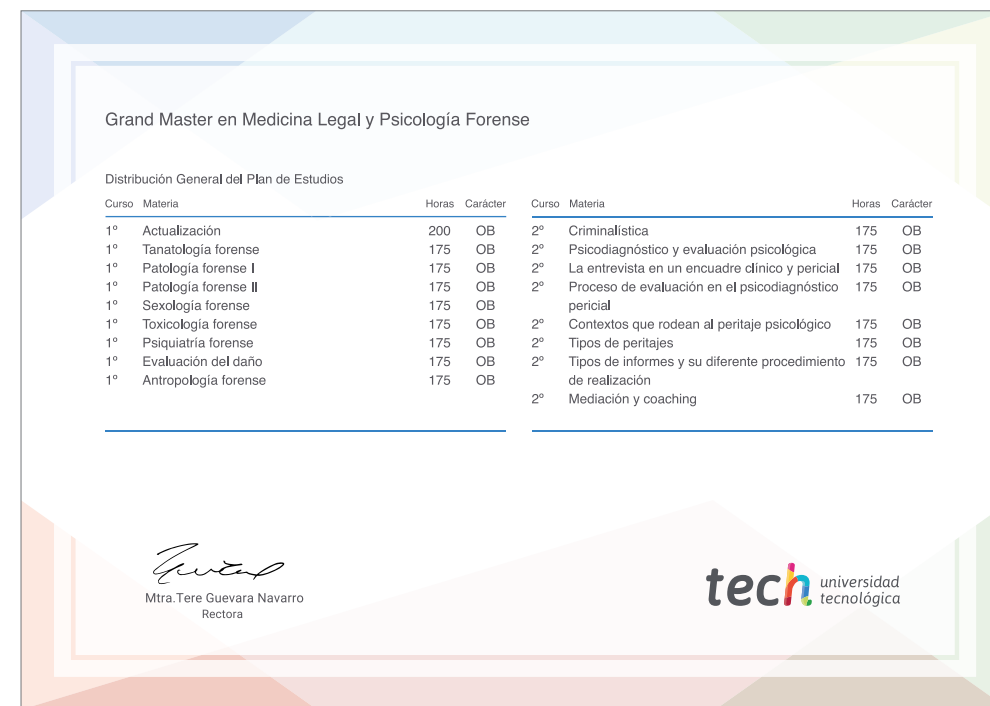 Grand Master en Medicina Legal y Psicología Forense
Distribución General del Plan de Estudios
Curso Materia Horas Carácter
1º Actualización 200 OB
1º Tanatología forense 175 OB
1º Patología forense I 175 OB
1º Patología forense II 175 OB
1º Sexología forense 175 OB
1º Toxicología forense 175 OB
1º Psiquiatría forense 175 OB
1º Evaluación del daño 175 OB
1º Antropología forense 175 OB
Curso Materia Horas Carácter
2º Criminalística 175 OB
2º Psicodiagnóstico y evaluación psicológica 175 OB
2º La entrevista en un encuadre clínico y pericial 175 OB
2º Proceso de evaluación en el psicodiagnóstico 175 OB
pericial
2º Contextos que rodean al peritaje psicológico 175 OB
2º Tipos de peritajes 175 OB
2º Tipos de informes y su diferente procedimiento 175 OB
de realización
2º Mediación y coaching 175 OB
Mtra.Tere Guevara Navarro
Rectora
tech universidad
tecnológica